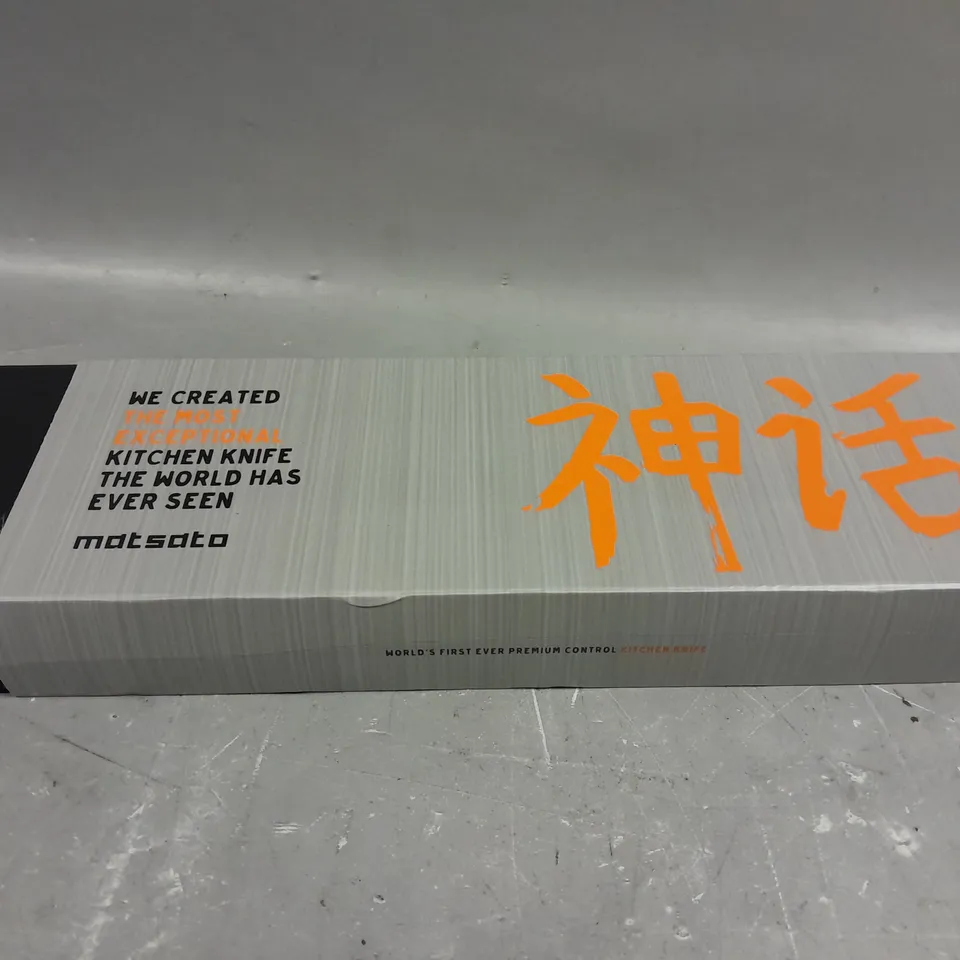 WE CREATED
THE MOST
EXCEPTIONAL
KITCHEN KNIFE
THE WORLD HAS
EVER SEEN
matsato
神话
WORLD'S FIRST EVER PREMIUM CONTROL KITCHEN KNIFE